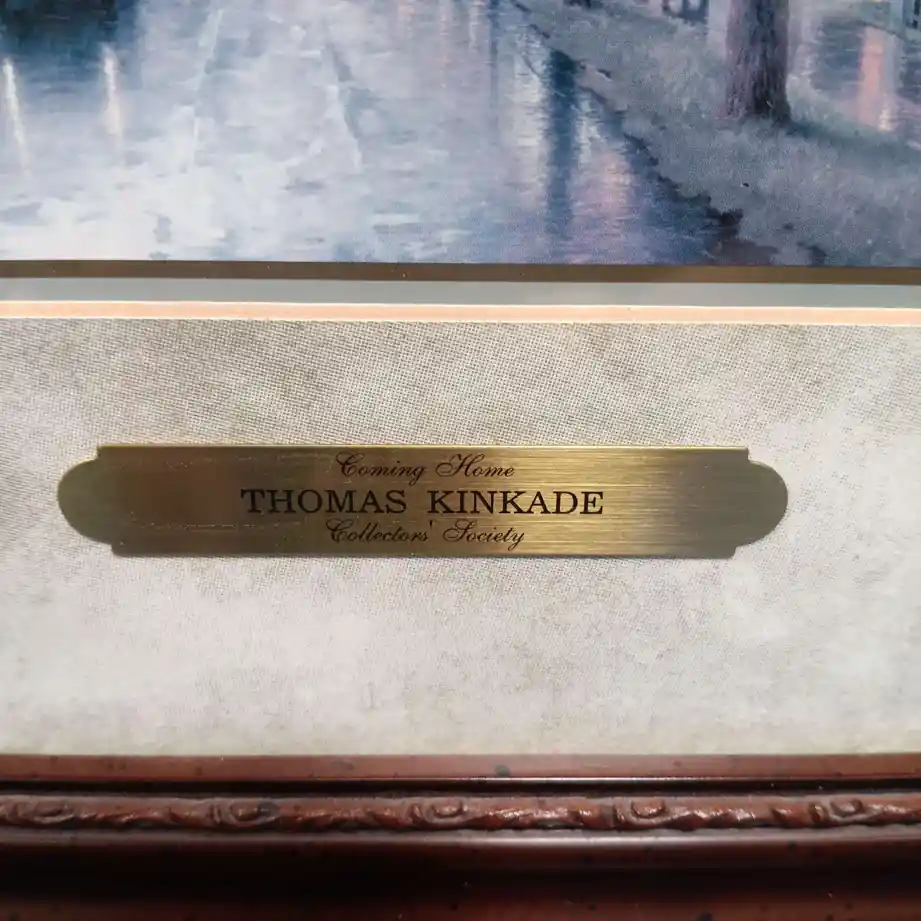 Coming Home
THOMAS KINKADE
Collectors' Society